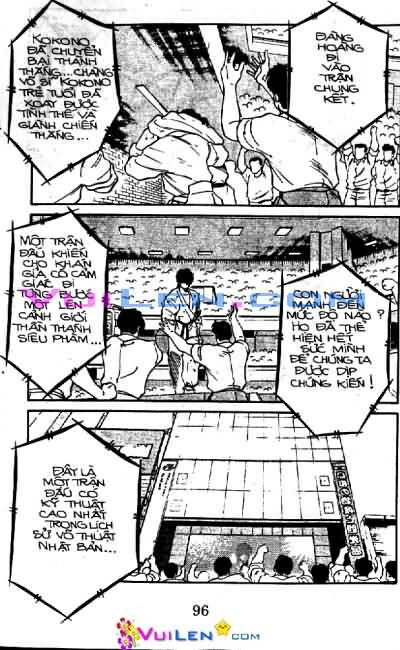 KOKONO
ĐÃ CHUYỂN
BẠI THÀNH
THẮNG... CHÀNG
VÕ SĨ KOKONO
TRẺ TUỔI ĐÃ
XOAY ĐƯỢC
TÌNH THẾ VÀ
GIÀNH CHIẾN
THẮNG...
ĐÀNG
HOÀNG
ĐI
VÀO
TRẬN
CHUNG
KẾT.
MỘT TRẬN
ĐẤU KHIẾN
CHO KHÁN
GIẢ CÓ CẢM
GIÁC ĐI
TỪNG BƯỚC
MỘT LÊN
CẢNH GIỚI
THẦN THÁNH
SIÊU PHÀM...
CON NGƯỜI
MẠNH ĐẾN
MỨC ĐỘ NÀO?
HỌ ĐÃ THỂ
HIỆN HẾT
SỨC MÌNH
ĐỂ CHÚNG TA
ĐƯỢC DỊP
CHỨNG KIẾN!
VUILEN.COM
ĐÂY LÀ
MỘT TRẬN
ĐẤU CÓ
KỸ THUẬT
CAO NHẤT
TRONG LỊCH
SỬ VÕ THUẬT
NHẬT BẢN...
96
VUILEN.COM